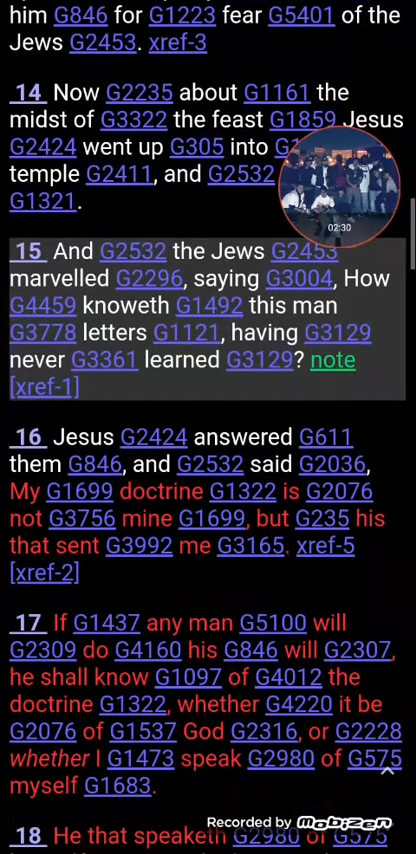 him G846 for G1223 fear G5401 of the
Jews G2453. xref-3
14 Now G2235 about G1161 the
midst of G3322 the feast G1859 Jesus
G2424 went up G305 into
temple G2411, and G2532
G1321.
02:30
15 And G2532 the Jews G2453
marvelled G2296, saying G3004, How
G4459 knoweth G1492 this man
G3778 letters G1121, having G3129
never G3361 learned G3129? note
[xref-1]
16 Jesus G2424 answered G611
them G846, and G2532 said G2036,
My G1699 doctrine G1322 is G2076
not G3756 mine G1699, but G235 his
that sent G3992 me G3165. xref-5
[xref-2]
17 If G1437 any man G5100 will
G2309 do G4160 his G846 will G2307,
he shall know G1097 of G4012 the
doctrine G1322, whether G4220 it be
G2076 of G1537 God G2316, or G2228
whether I G1473 speak G2980 of G575
myself G1683.
Recorded by Mobizen
18 He that speaketh G2980 of G575